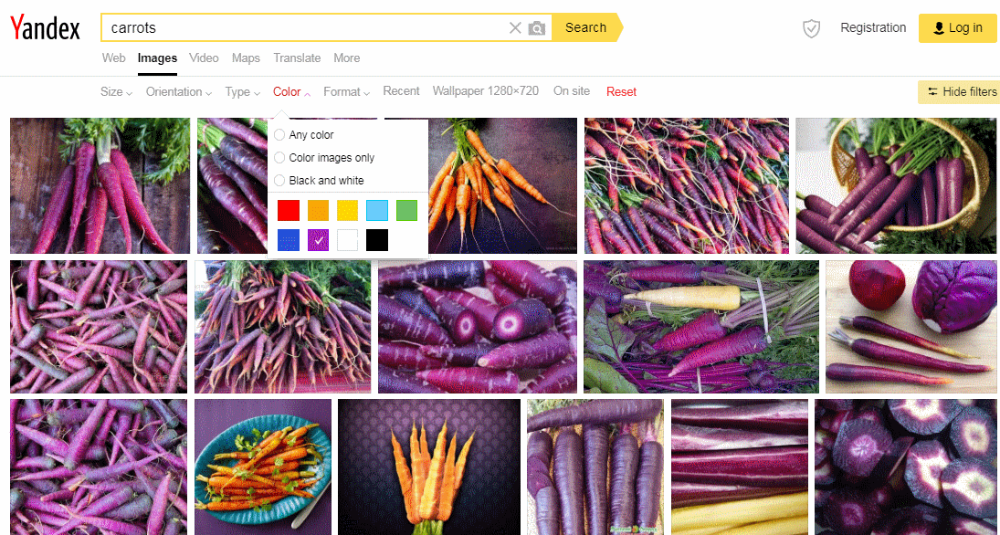 Yandex
carrots
Search
Registration
Log in
Web Images Video Maps Translate More
Size Orientation Type Color Format Recent Wallpaper 1280×720 On site Reset
Hide filters
Any color
Color images only
Black and white